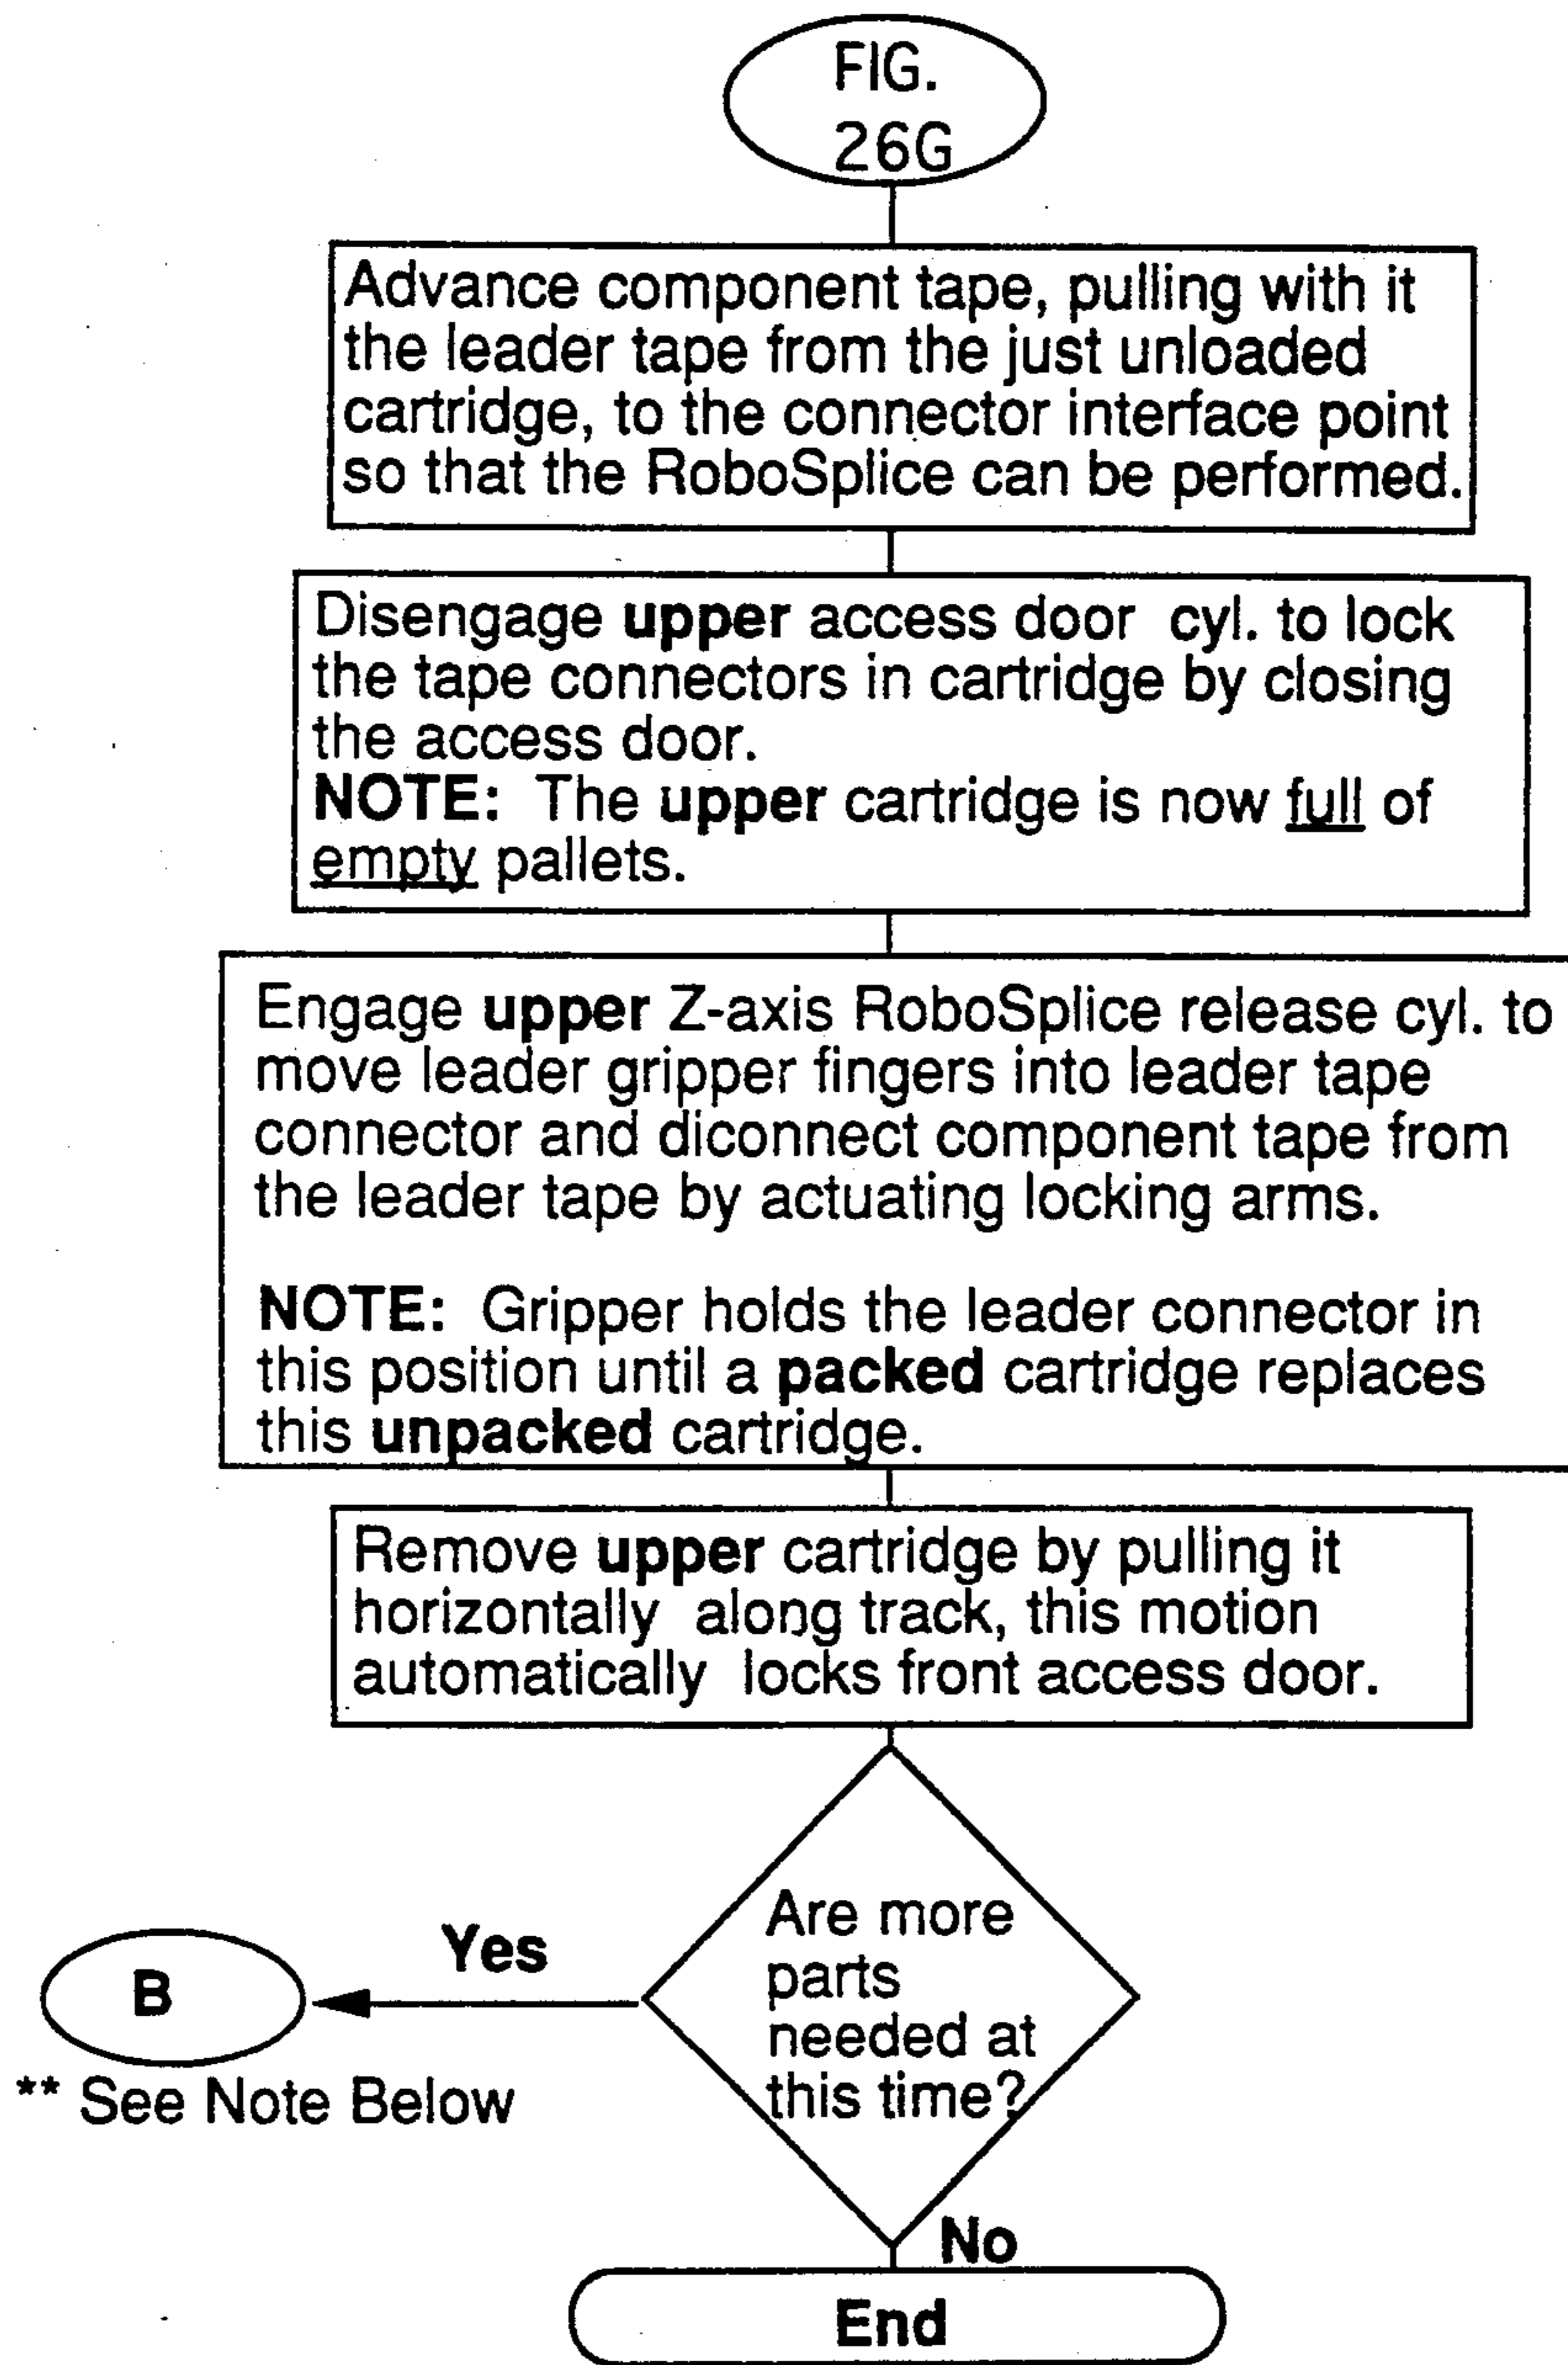 FIG.
26G
Advance component tape, pulling with it
the leader tape from the just unloaded
cartridge, to the connector interface point
so that the RoboSplice can be performed.
Disengage upper access door cyl. to lock
the tape connectors in cartridge by closing
the access door.
NOTE: The upper cartridge is now full of
empty pallets.
Engage upper Z-axis RoboSplice release cyl. to
move leader gripper fingers into leader tape
connector and diconnect component tape from
the leader tape by actuating locking arms.
NOTE: Gripper holds the leader connector in
this position until a packed cartridge replaces
this unpacked cartridge.
Remove upper cartridge by pulling it
horizontally along track, this motion
automatically locks front access door.
Are more
parts
needed at
this time?
Yes
B
** See Note Below
No
End